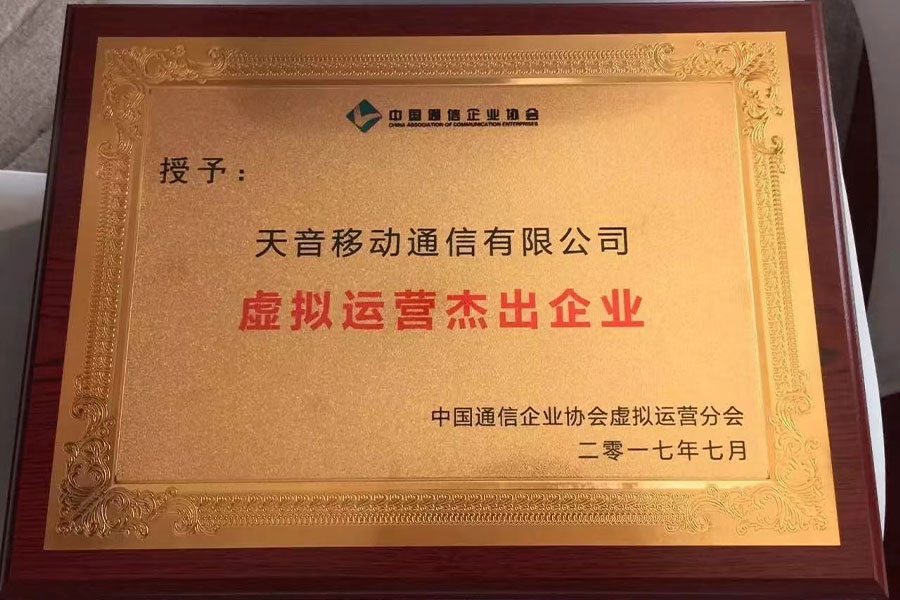 中国通信企业协会
CHINA ASSOCIATION OF COMMUNICATION ENTERPRISES
授予：
天音移动通信有限公司
虚拟运营杰出企业
中国通信企业协会虚拟运营分会
二零一七年七月